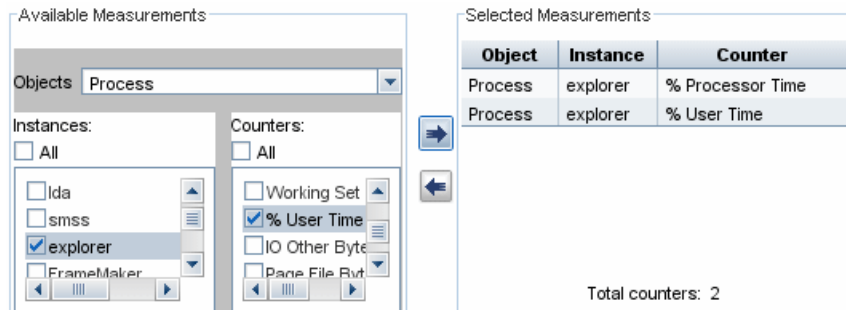 Available Measurements
Objects Process
Instances:
All
lda
smss
explorer
FrameMaker
Counters:
All
Working Set
% User Time
IO Other Byte
Page File Byt
Selected Measurements
Object Instance Counter
Process explorer % Processor Time
Process explorer % User Time
Total counters: 2